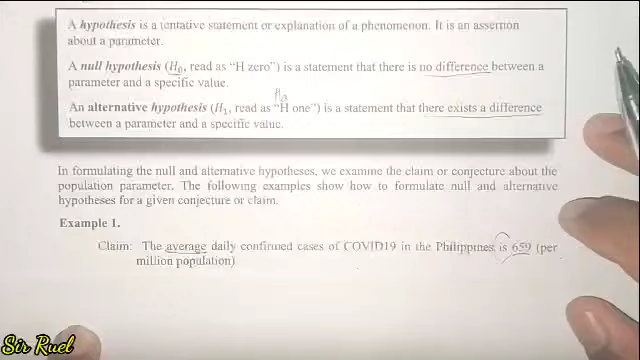 A hypothesis is a tentative statement or explanation of a phenomenon. It is an assertion
about a parameter.
A null hypothesis (H0, read as “H zero”) is a statement that there is no difference between a
parameter and a specific value.
Ha
An alternative hypothesis (H1, read as “H one”) is a statement that there exists a difference
between a parameter and a specific value.
In formulating the null and alternative hypotheses, we examine the claim or conjecture about the
population parameter. The following examples show how to formulate null and alternative
hypotheses for a given conjecture or claim.
Example 1.
Claim: The average daily confirmed cases of COVID19 in the Philippines is 659 (per
million population)
Sir Ruel